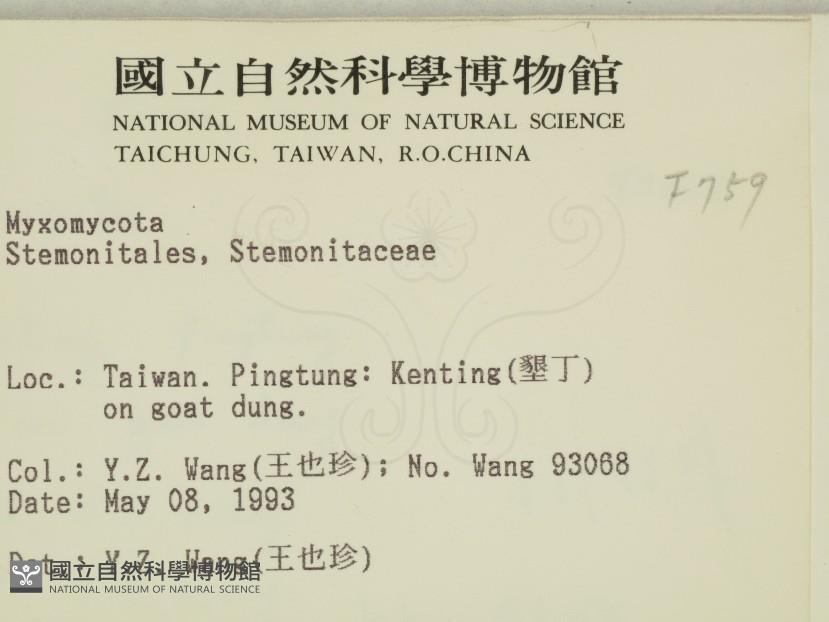 國立自然科學博物館
NATIONAL MUSEUM OF NATURAL SCIENCE
TAICHUNG, TAIWAN, R.O.CHINA
F759
Myxomycota
Stemonitales, Stemonitaceae
Loc.: Taiwan. Pingtung: Kenting(墾丁)
on goat dung.
Col.: Y.Z. Wang(王也珍); No. Wang 93068
Date: May 08, 1993
Det.: Y.Z. Wang(王也珍)
國立自然科學博物館
NATIONAL MUSEUM OF NATURAL SCIENCE